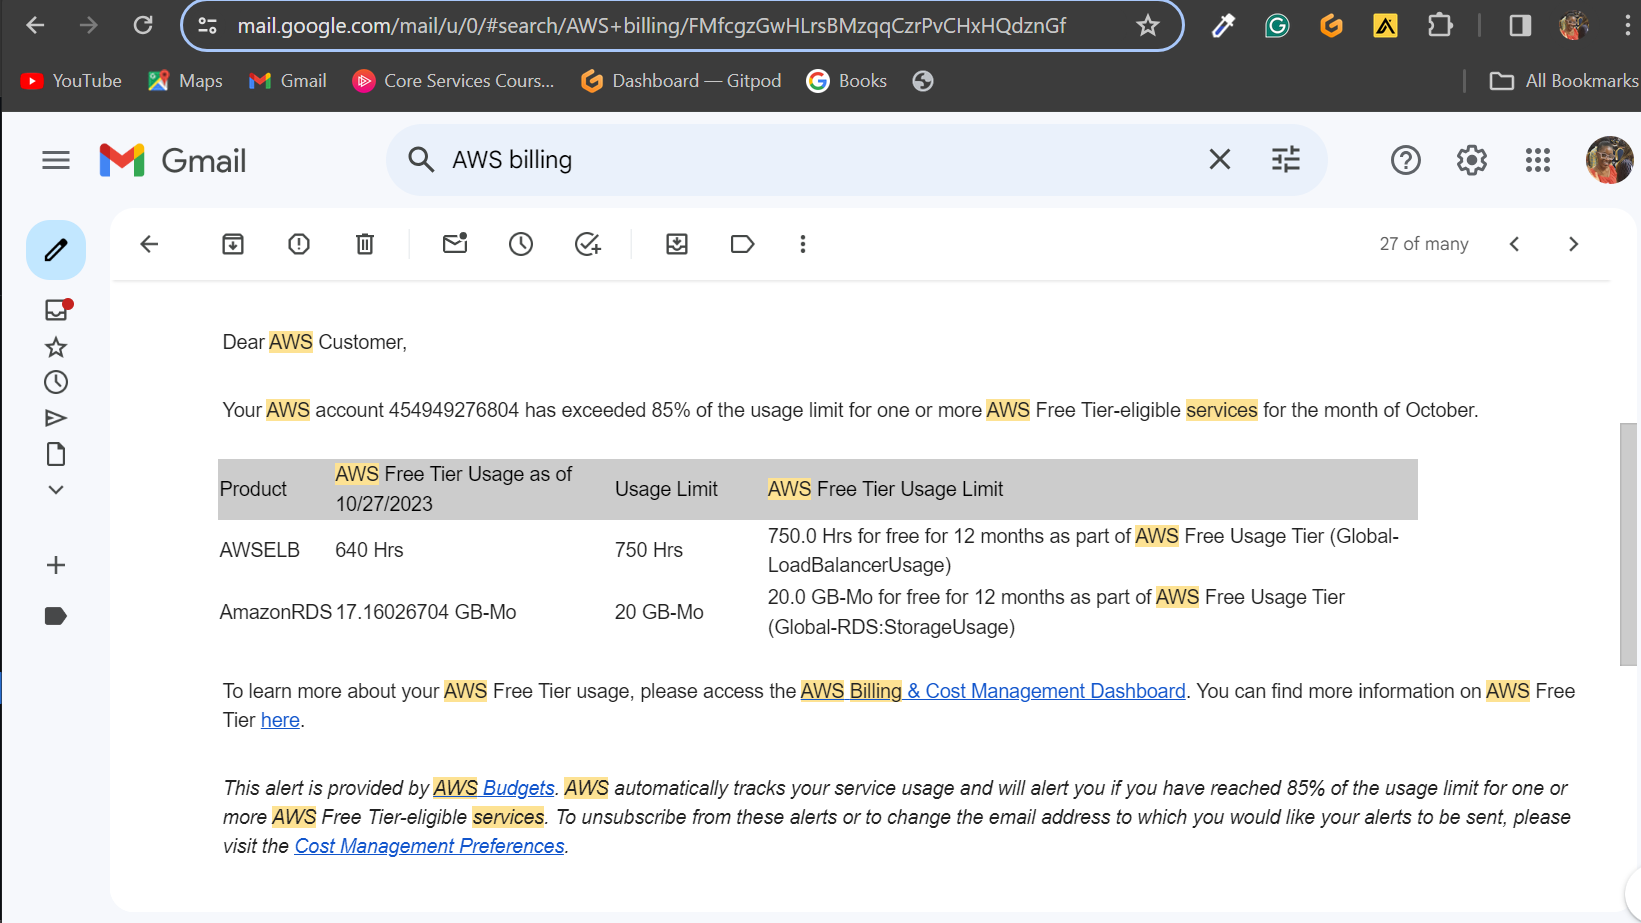 mail.google.com/mail/u/0/#search/AWS+billing/FMfcgzGwHLrsBMzqqCzrPvCHxHQdznGf
YouTube Maps Gmail Core Services Cours... Dashboard — Gitpod Books All Bookmarks
Gmail
AWS billing
27 of many
Dear AWS Customer,
Your AWS account 454949276804 has exceeded 85% of the usage limit for one or more AWS Free Tier-eligible services for the month of October.
Product
AWS Free Tier Usage as of
10/27/2023
Usage Limit
AWS Free Tier Usage Limit
AWSELB
640 Hrs
750 Hrs
750.0 Hrs for free for 12 months as part of AWS Free Usage Tier (Global-
LoadBalancerUsage)
AmazonRDS
17.16026704 GB-Mo
20 GB-Mo
20.0 GB-Mo for free for 12 months as part of AWS Free Usage Tier
(Global-RDS:StorageUsage)
To learn more about your AWS Free Tier usage, please access the AWS Billing & Cost Management Dashboard. You can find more information on AWS Free
Tier here.
This alert is provided by AWS Budgets. AWS automatically tracks your service usage and will alert you if you have reached 85% of the usage limit for one or
more AWS Free Tier-eligible services. To unsubscribe from these alerts or to change the email address to which you would like your alerts to be sent, please
visit the Cost Management Preferences.